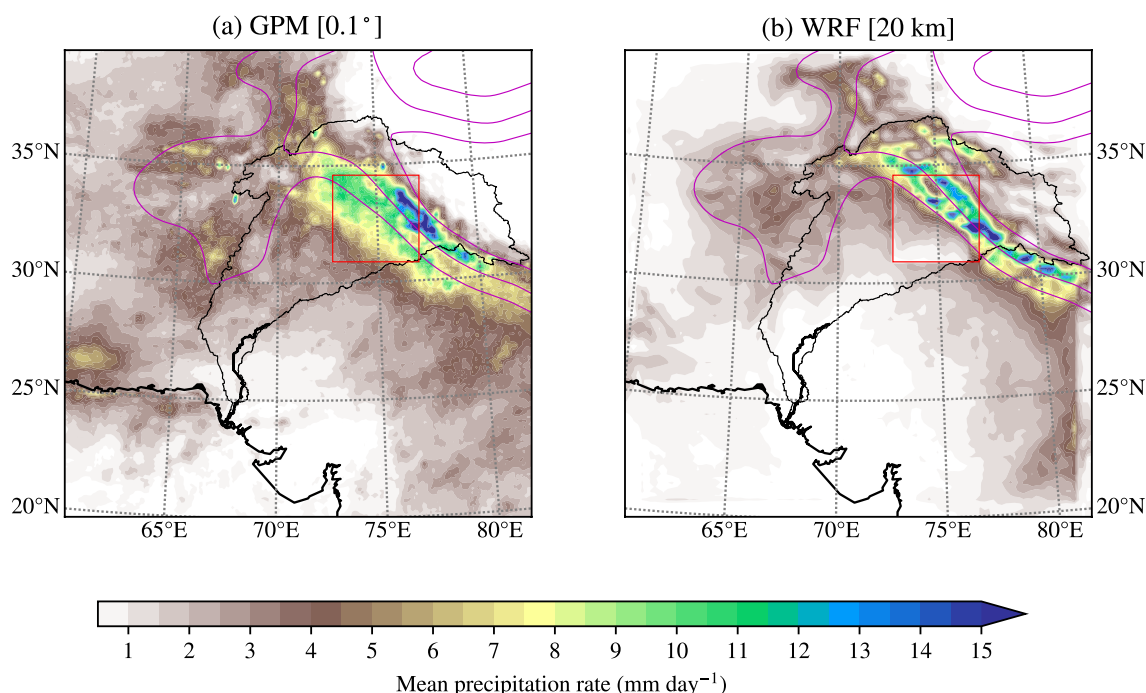 (a) GPM [0.1°]
(b) WRF [20 km]
35°N
30°N
25°N
20°N
65°E
70°E
75°E
80°E
35°N
30°N
25°N
20°N
65°E
70°E
75°E
80°E
1 2 3 4 5 6 7 8 9 10 11 12 13 14 15
Mean precipitation rate (mm day⁻¹)